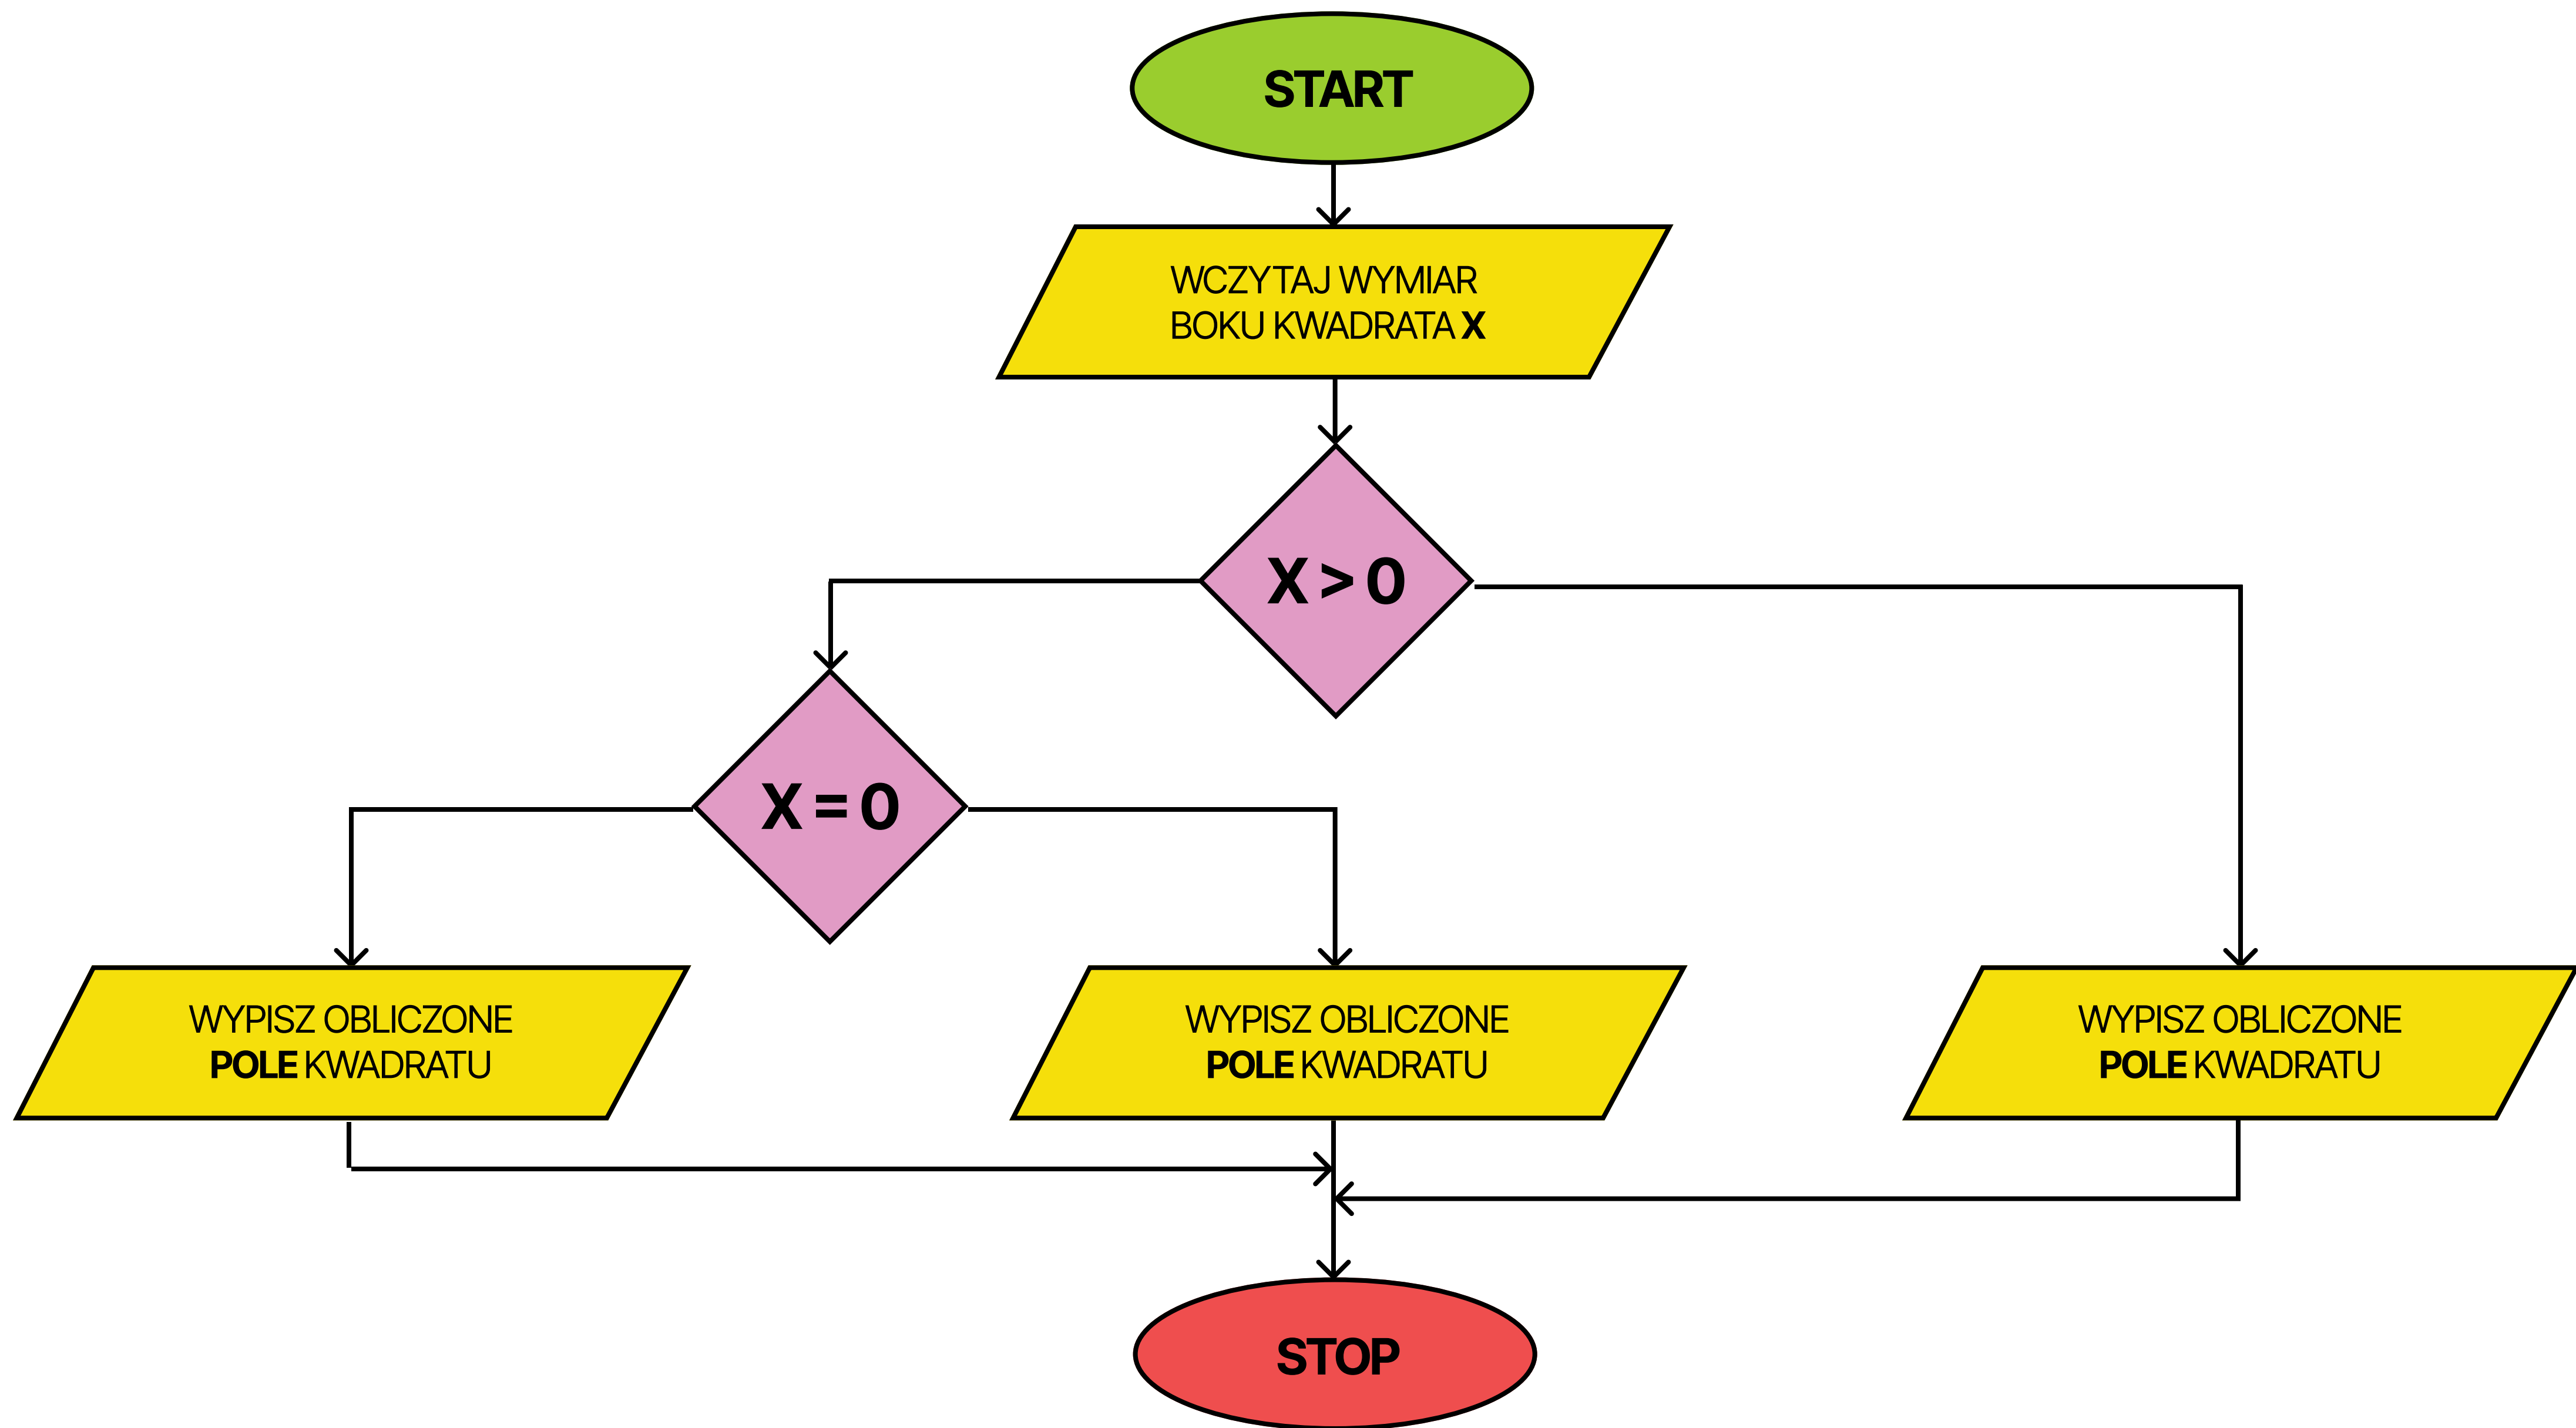 START
WCZYTAJ WYMIAR
BOKU KWADRATA X
X > 0
X = 0
WYPISZ OBLICZONE
POLE KWADRATU
WYPISZ OBLICZONE
POLE KWADRATU
WYPISZ OBLICZONE
POLE KWADRATU
STOP